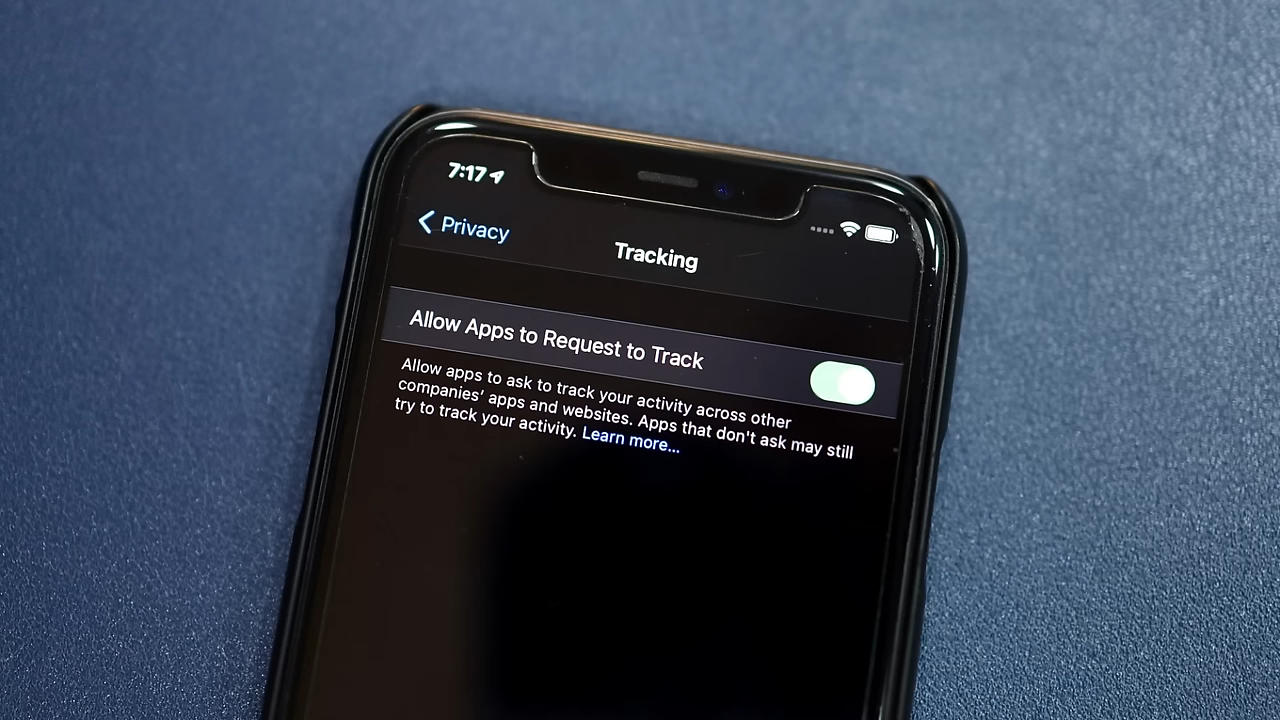 7:17
Privacy
Tracking
Allow Apps to Request to Track
Allow apps to ask to track your activity across other
companies' apps and websites. Apps that don't ask may still
try to track your activity. Learn more...